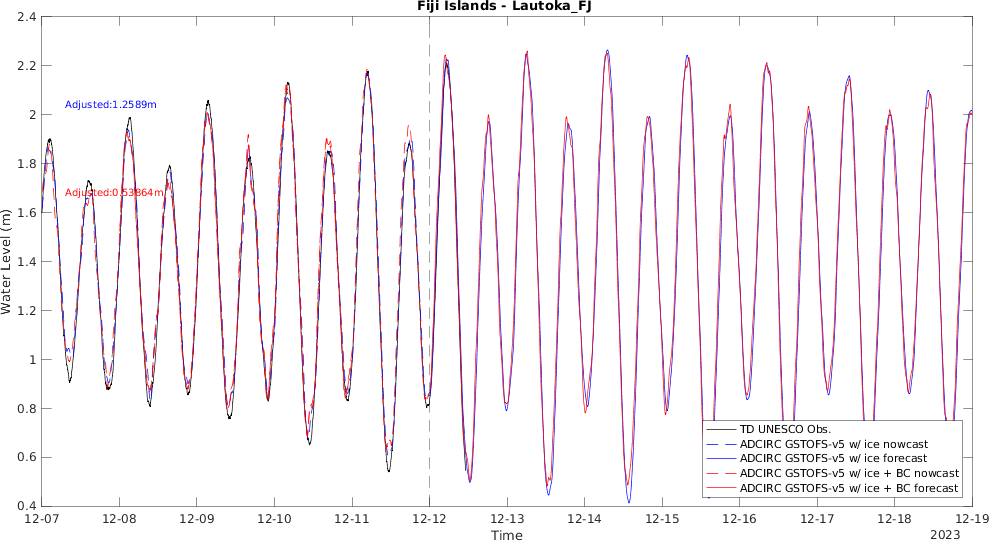 Fiji Islands - Lautoka_FJ
2.4
2.2
2
1.8
1.6
1.4
1.2
1
0.8
0.6
0.4
Water Level (m)
Adjusted:1.2589m
Adjusted:0.53864m
TD UNESCO Obs.
ADCIRC GSTOFS-v5 w/ ice nowcast
ADCIRC GSTOFS-v5 w/ ice forecast
ADCIRC GSTOFS-v5 w/ ice + BC nowcast
ADCIRC GSTOFS-v5 w/ ice + BC forecast
12-07 12-08 12-09 12-10 12-11 12-12 12-13 12-14 12-15 12-16 12-17 12-18 12-19
Time
2023